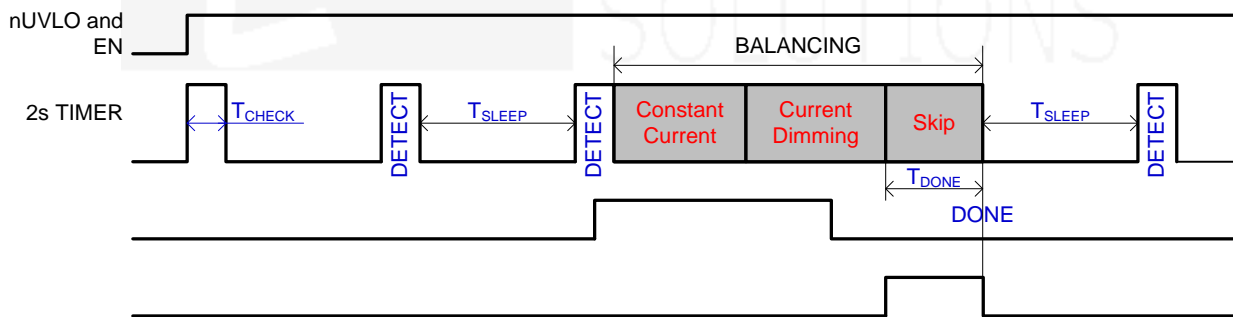 SOLUTIONS
nUVLO and
EN
BALANCING
2s TIMER
TCHECK
DETECT
TSLEEP
DETECT
Constant
Current
Current
Dimming
Skip
TSLEEP
DETECT
TDONE
DONE